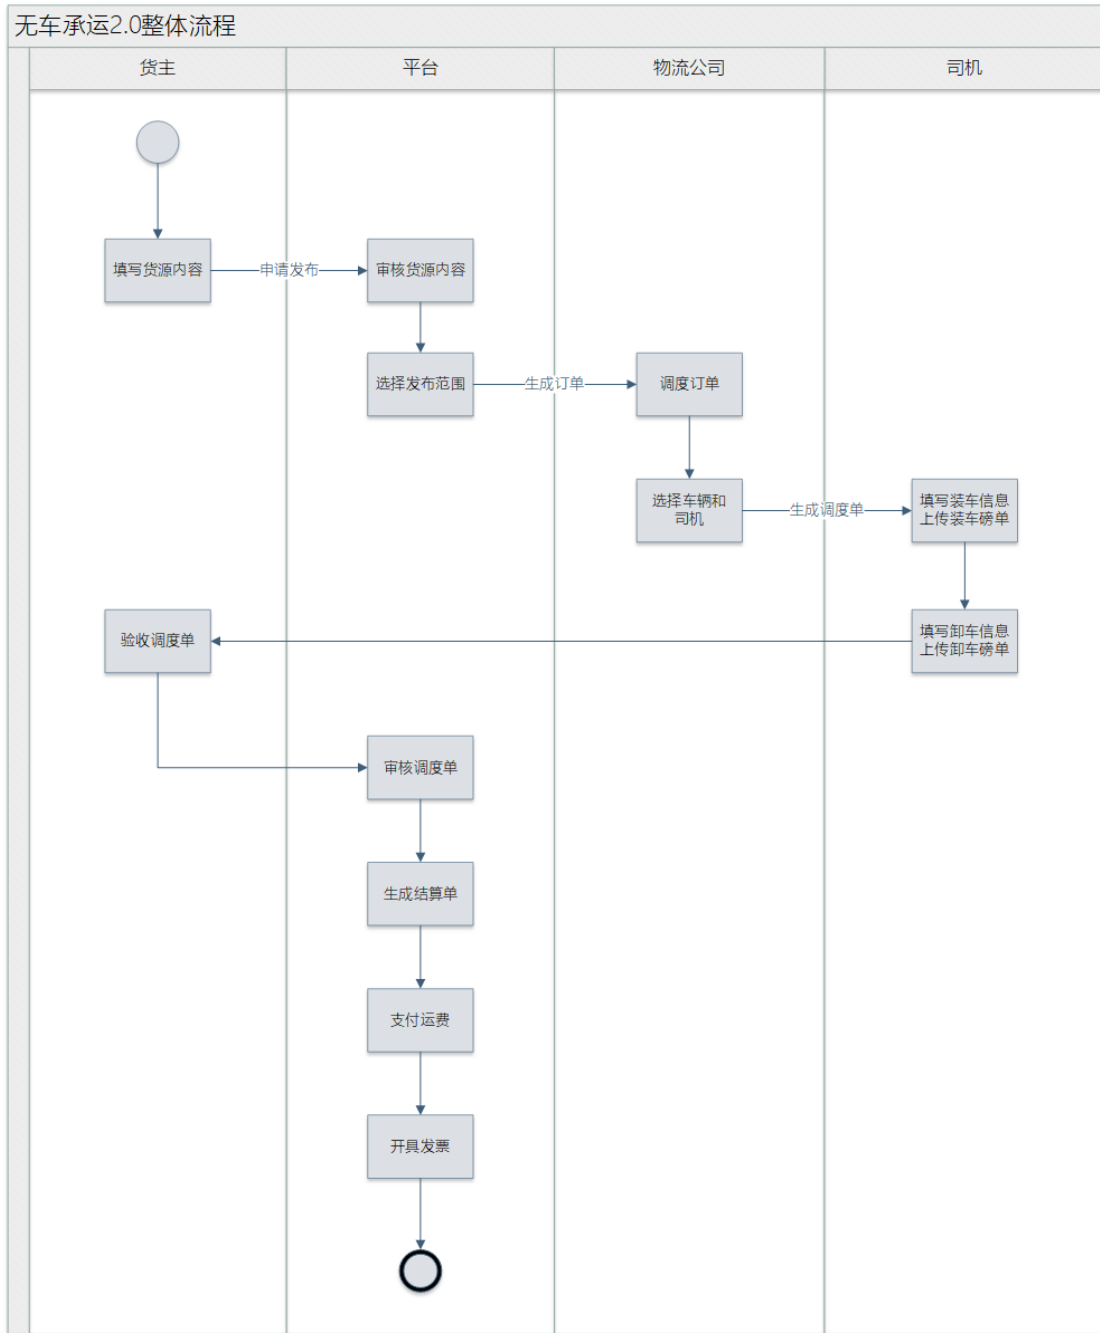 无车承运2.0整体流程
货主
平台
物流公司
司机
填写货源内容
申请发布
审核货源内容
选择发布范围
生成订单
调度订单
选择车辆和
司机
生成调度单
填写装车信息
上传装车磅单
验收调度单
填写卸车信息
上传卸车磅单
审核调度单
生成结算单
支付运费
开具发票